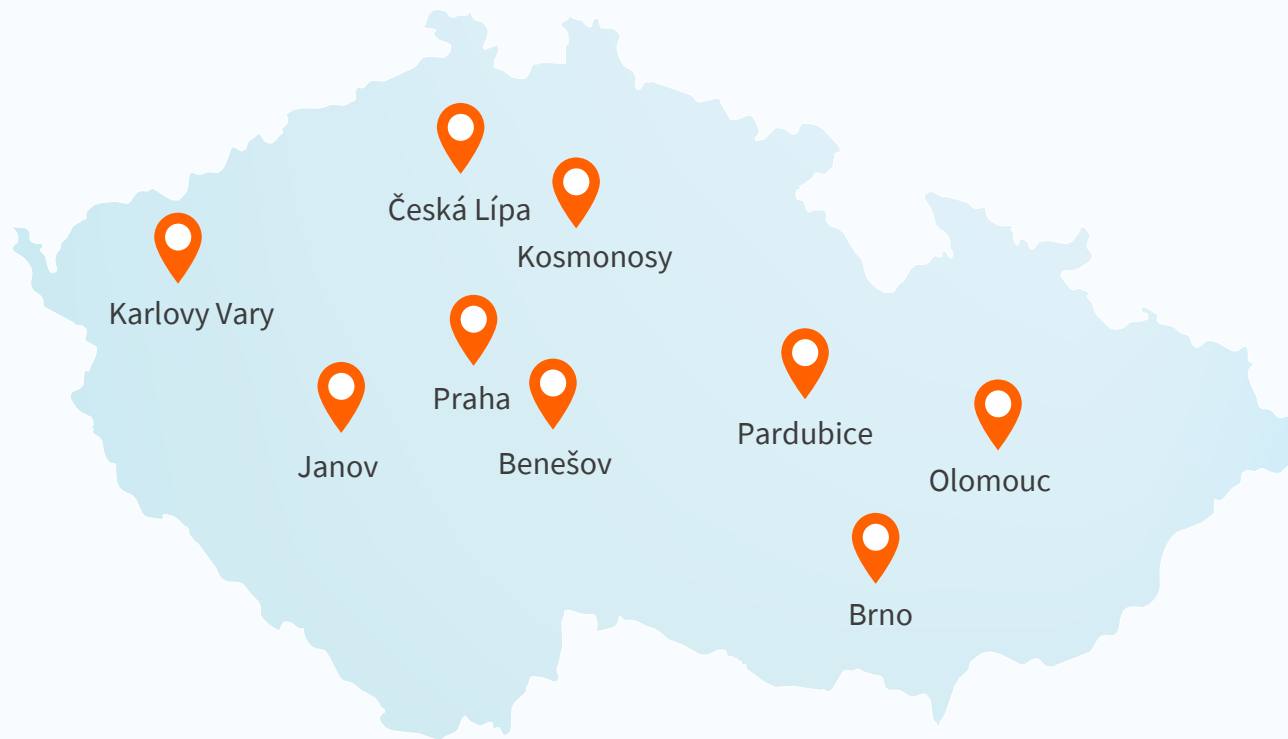 Česká Lípa
Kosmonosy
Karlovy Vary
Praha
Pardubice
Benešov
Janov
Olomouc
Brno